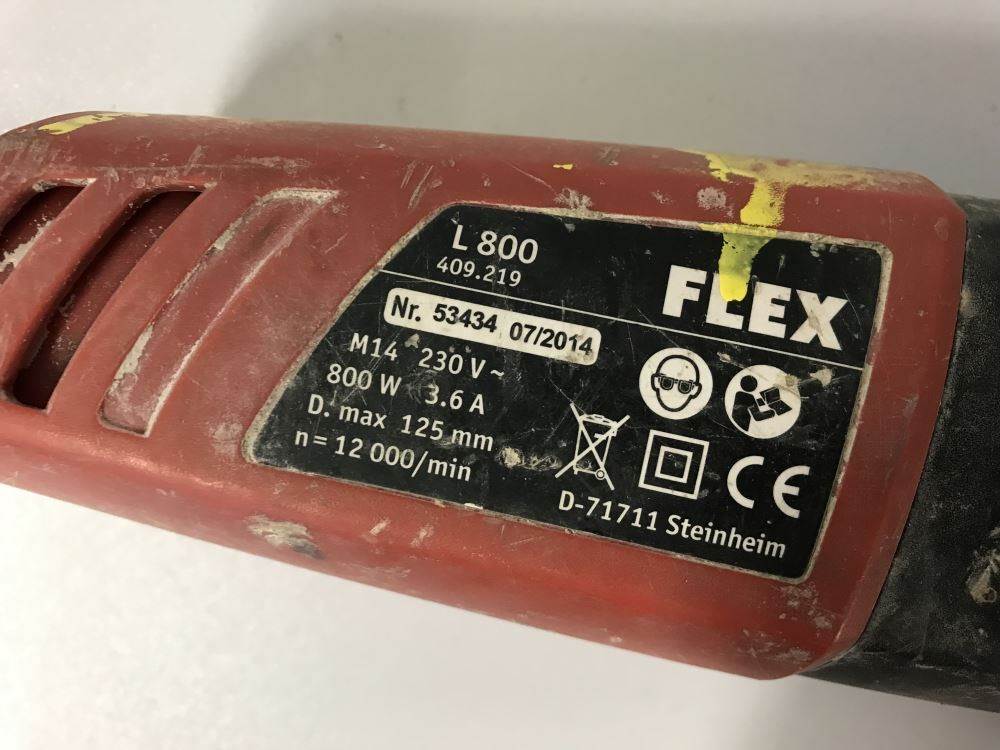 L 800
409.219
FLEX
Nr. 53434 07/2014
M14 230 V ~
800 W 3.6 A
D. max 125 mm
n = 12 000/min
CE
D-71711 Steinheim